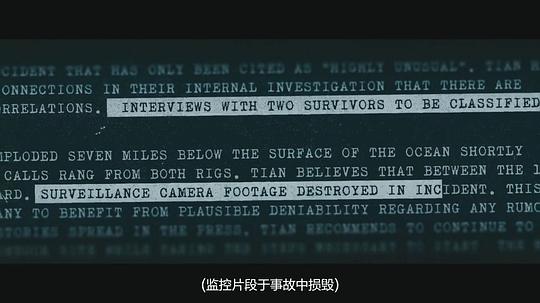 CIDENT THAT HAS ONLY BEEN CITED AS "HIGHLY UNUSUAL". TIAN
CONNECTIONS IN THEIR INTERNAL INVESTIGATION THAT THERE ARE
RRELATIONS. INTERVIEWS WITH TWO SURVIVORS TO BE CLASSIFIED
MPLODED SEVEN MILES BELOW THE SURFACE OF THE OCEAN SHORTLY
CALLS RANG FROM BOTH RIGS. TIAN BELIEVES THAT BETWEEN THE 1
ARD. SURVEILLANCE CAMERA FOOTAGE DESTROYED IN INCIDENT. THIS
ANY TO BENEFIT FROM PLAUSIBLE DENIABILITY REGARDING ANY RUMO
STORIES SPREAD IN THE PRESS. TIAN RECOMMENDS TO CONTINUE TO
(监控片段于事故中损毁)